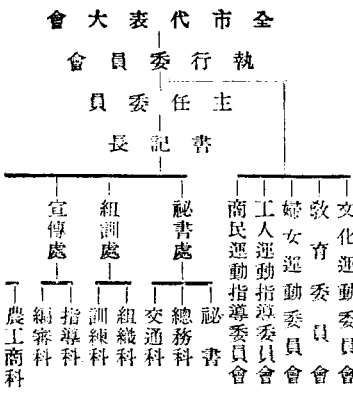 全市代表大會
執行委員會
主任委員
書記長
文化運動委員會
教育委員會
婦女運動委員會
工人運動指導委員會
商民運動指導委員會
祕書處
組訓處
宣傳處
祕書
總務科
交通科
組織科
訓練科
指導科
編審科
農工商科